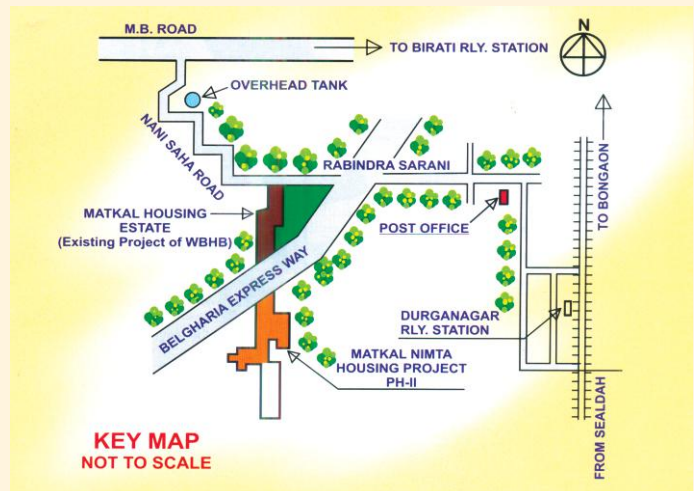 M.B. ROAD
N
TO BIRATI RLY. STATION
OVERHEAD TANK
NANI SAHA ROAD
RABINDRA SARANI
TO BONGAON
MATKAL HOUSING
ESTATE
(Existing Project of WBHB)
POST OFFICE
BELGHARIA EXPRESS WAY
DURGANAGAR
RLY. STATION
MATKAL NIMTA
HOUSING PROJECT
PH-II
KEY MAP
NOT TO SCALE
FROM SEALDAH